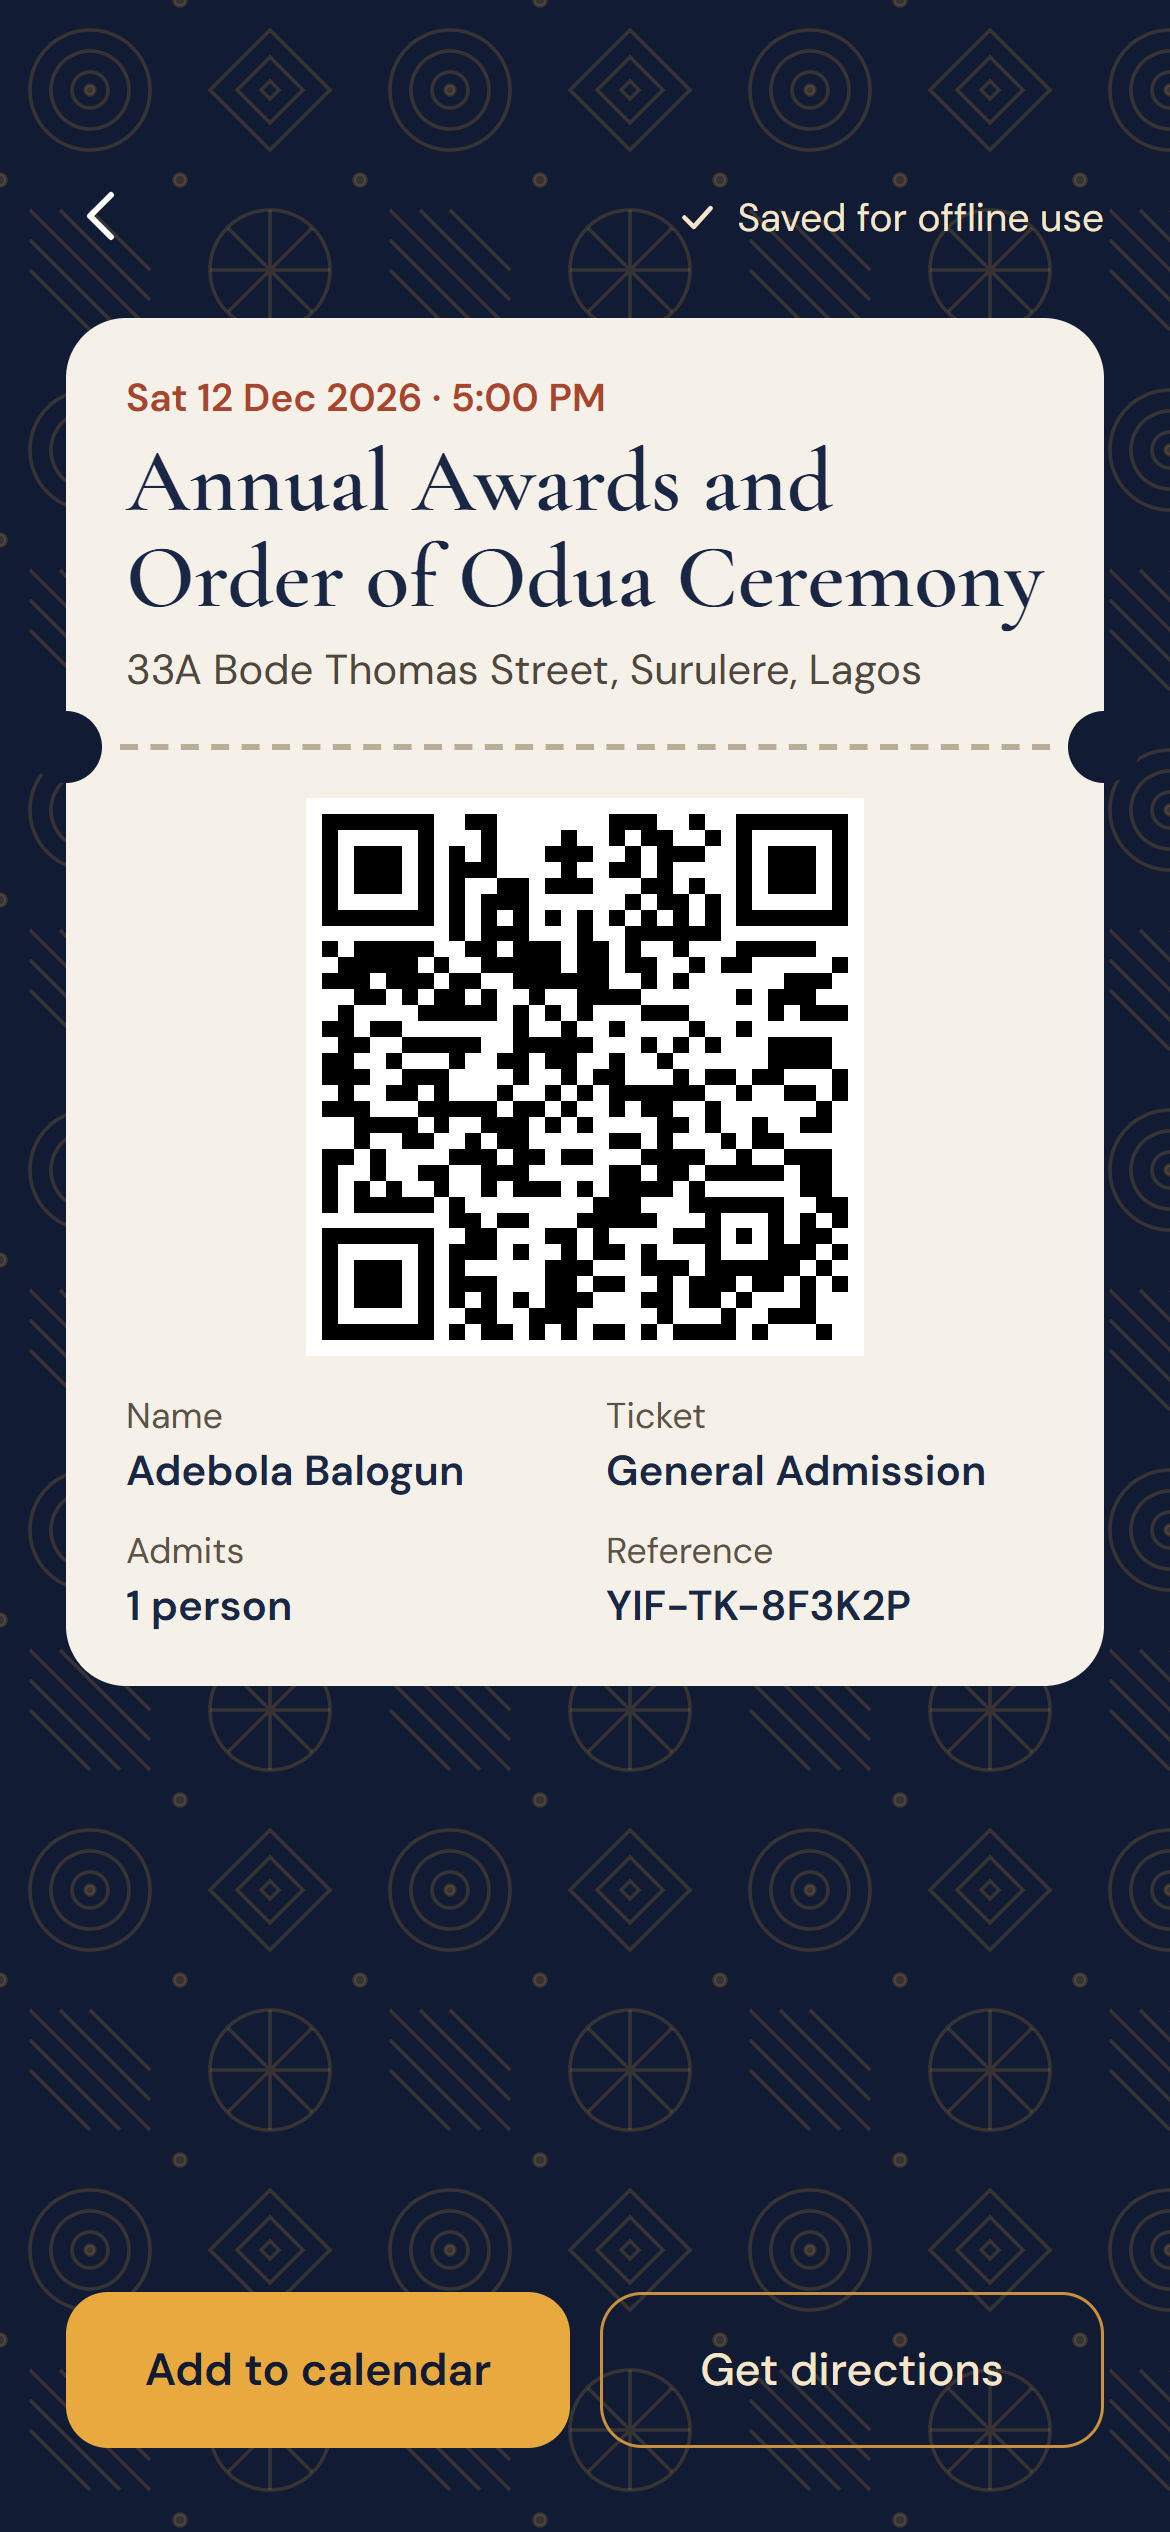 Saved for offline use
Sat 12 Dec 2026 · 5:00 PM
Annual Awards and
Order of Odua Ceremony
33A Bode Thomas Street, Surulere, Lagos
Name
Adebola Balogun
Ticket
General Admission
Admits
1 person
Reference
YIF-TK-8F3K2P
Add to calendar
Get directions